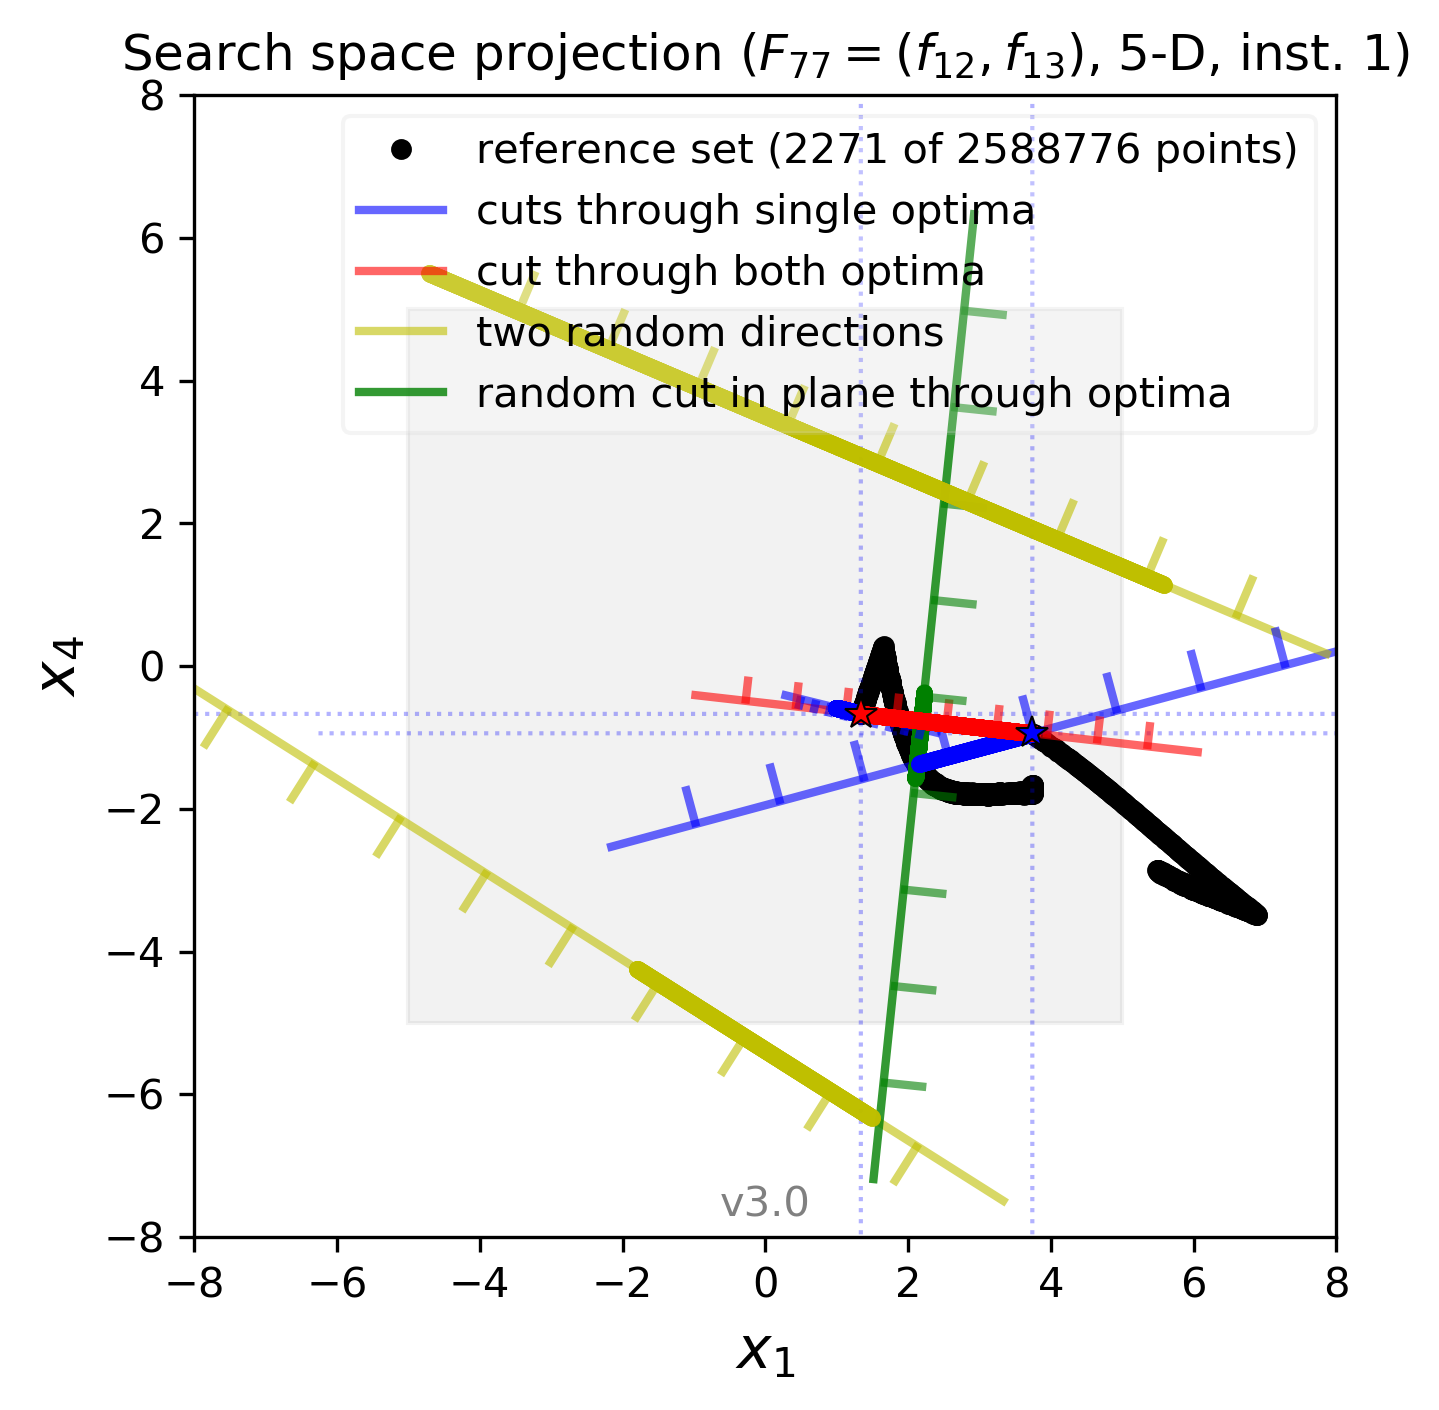 Search space projection (F77 = (f12, f13), 5-D, inst. 1)
reference set (2271 of 2588776 points)
cuts through single optima
cut through both optima
two random directions
random cut in plane through optima
8
6
4
2
0
−2
−4
−6
−8
x4
v3.0
−8 −6 −4 −2 0 2 4 6 8
x1